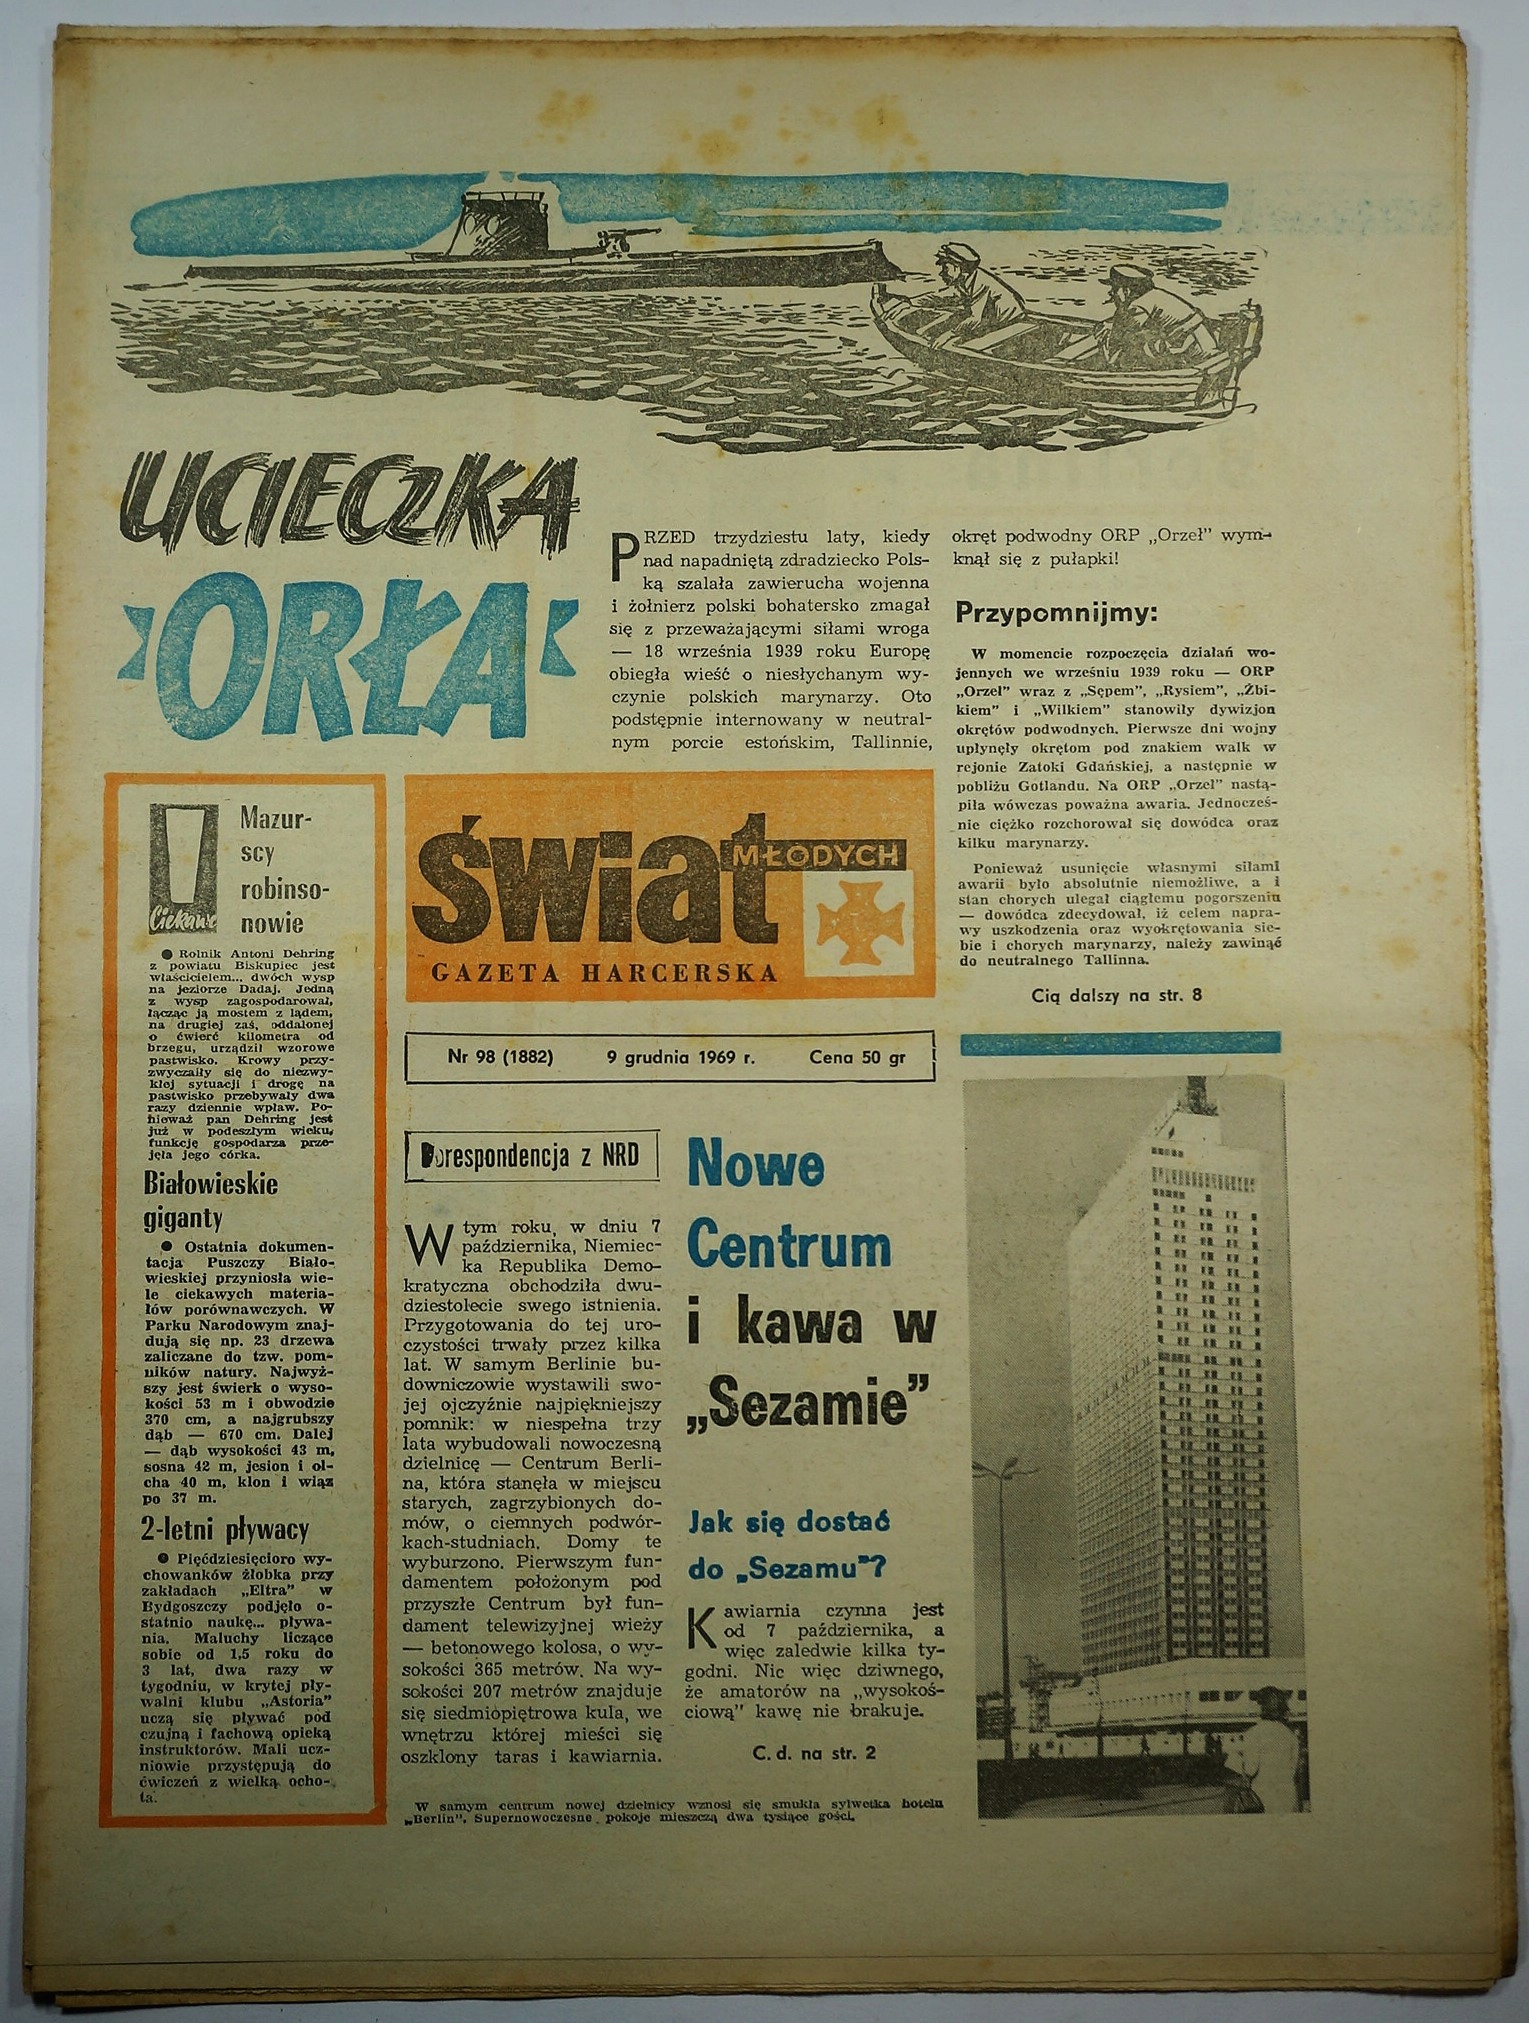 UCIECZKA
"ORŁA"
PRZED trzydziestu laty, kiedy
nad napadniętą zdradziecko Pols-
ką szalała zawierucha wojenna
i żołnierz polski bohatersko zmagał
się z przeważającymi siłami wroga
— 18 września 1939 roku Europę
obiegła wieść o niesłychanym wy-
czynie polskich marynarzy. Oto
podstępnie internowany w neutral-
nym porcie estońskim, Tallinnie,
okręt podwodny ORP „Orzeł” wym-
knął się z pułapki!
Przypomnijmy:
W momencie rozpoczęcia działań wo-
jennych we wrześniu 1939 roku — ORP
„Orzeł” wraz z „Sępem”, „Rysiem”, „Żbi-
kiem” i „Wilkiem” stanowiły dywizjon
okrętów podwodnych. Pierwsze dni wojny
upłynęły okrętom pod znakiem walk w
rejonie Zatoki Gdańskiej, a następnie w
pobliżu Gotlandu. Na ORP „Orzeł” nastą-
piła wówczas poważna awaria. Jednocześ-
nie ciężko rozchorował się dowódca oraz
kilku marynarzy.
Ponieważ usunięcie własnymi siłami
awarii było absolutnie niemożliwe, a i
stan chorych ulegał ciągłemu pogorszeniu
— dowódca zdecydował, iż celem napra-
wy uszkodzenia oraz wyokrętowania sie-
bie i chorych marynarzy, należy zawinąć
do neutralnego Tallinna.
Ciąg dalszy na str. 8
Ciekawe
Mazur-
scy
robinso-
nowie
● Rolnik Antoni Dehring
z powiatu Biskupiec jest
właścicielem... dwóch wysp
na jeziorze Dadaj. Jedną
z wysp zagospodarował,
łącząc ją mostem z lądem,
na drugiej zaś, oddalonej
o ćwierć kilometra od
brzegu, urządził wzorowe
pastwisko. Krowy przy-
zwyczaiły się do niezwy-
kłej sytuacji i drogę na
pastwisko przebywały dwa
razy dziennie wpław. Po-
nieważ pan Dehring jest
już w podeszłym wieku,
funkcję gospodarza prze-
jęła jego córka.
Białowieskie
giganty
● Ostatnia dokumen-
tacja Puszczy Biało-
wieskiej przyniosła wie-
le ciekawych materia-
łów porównawczych. W
Parku Narodowym znaj-
dują się np. 23 drzewa
zaliczane do tzw. pom-
ników natury. Najwyż-
szy jest świerk o wyso-
kości 53 m i obwodzie
370 cm, a najgrubszy
dąb — 670 cm. Dalej
— dąb wysokości 43 m,
sosna 42 m, jesion i ol-
cha 40 m, klon i wiąz
po 37 m.
2-letni pływacy
● Pięćdziesięcioro wy-
chowanków żłobka przy
zakładach „Eltra” w
Bydgoszczy podjęło o-
statnio naukę... pływa-
nia. Maluchy liczące
sobie od 1,5 roku do
3 lat, dwa razy w
tygodniu, w krytej pły-
walni klubu „Astoria”
uczą się pływać pod
czujną i fachową opieką
instruktorów. Mali ucz-
niowie przystępują do
ćwiczeń z wielką ocho-
tą.
świat
MŁODYCH
GAZETA HARCERSKA
Nr 98 (1882) 9 grudnia 1969 r. Cena 50 gr
Korespondencja z NRD
W tym roku, w dniu 7
października, Niemiec-
ka Republika Demo-
kratyczna obchodziła dwu-
dziestolecie swego istnienia.
Przygotowania do tej uro-
czystości trwały przez kilka
lat. W samym Berlinie bu-
downiczowie wystawili swo-
jej ojczyźnie najpiękniejszy
pomnik: w niespełna trzy
lata wybudowali nowoczesną
dzielnicę — Centrum Berli-
na, która stanęła w miejscu
starych, zagrzybionych do-
mów, o ciemnych podwór-
kach-studniach. Domy te
wyburzono. Pierwszym fun-
damentem położonym pod
przyszłe Centrum był fun-
dament telewizyjnej wieży
— betonowego kolosa, o wy-
sokości 365 metrów. Na wy-
sokości 207 metrów znajduje
się siedmiopiętrowa kula, we
wnętrzu której mieści się
oszklony taras i kawiarnia.
Nowe
Centrum
i kawa w
„Sezamie”
Jak się dostać
do „Sezamu”?
Kawiarnia czynna jest
od 7 października, a
więc zaledwie kilka ty-
godni. Nic więc dziwnego,
że amatorów na „wysokoś-
ciową” kawę nie brakuje.
C. d. na str. 2
W samym centrum nowej dzielnicy wznosi się smukła sylwetka hotelu
„Berlin”. Supernowoczesne pokoje mieszczą dwa tysiące gości.